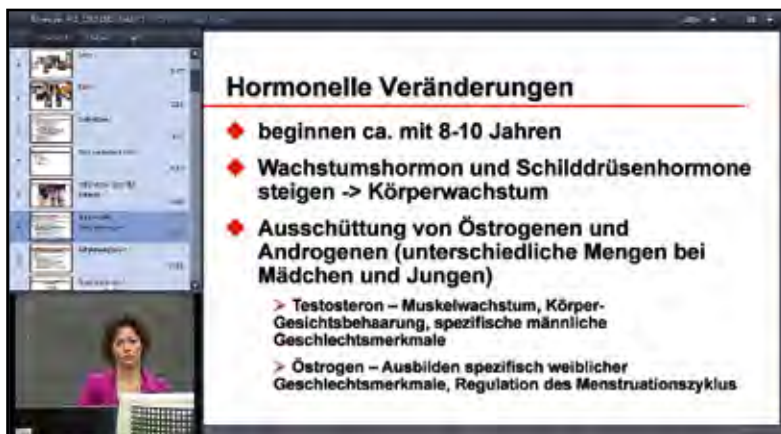 Hormonelle Veränderungen
beginnen ca. mit 8-10 Jahren
Wachstumshormon und Schilddrüsenhormone
steigen -> Körperwachstum
Ausschüttung von Östrogenen und
Androgenen (unterschiedliche Mengen bei
Mädchen und Jungen)
Testosteron – Muskelwachstum, Körper-
Gesichtsbehaarung, spezifische männliche
Geschlechtsmerkmale
Östrogen – Ausbilden spezifisch weiblicher
Geschlechtsmerkmale, Regulation des Menstruationszyklus